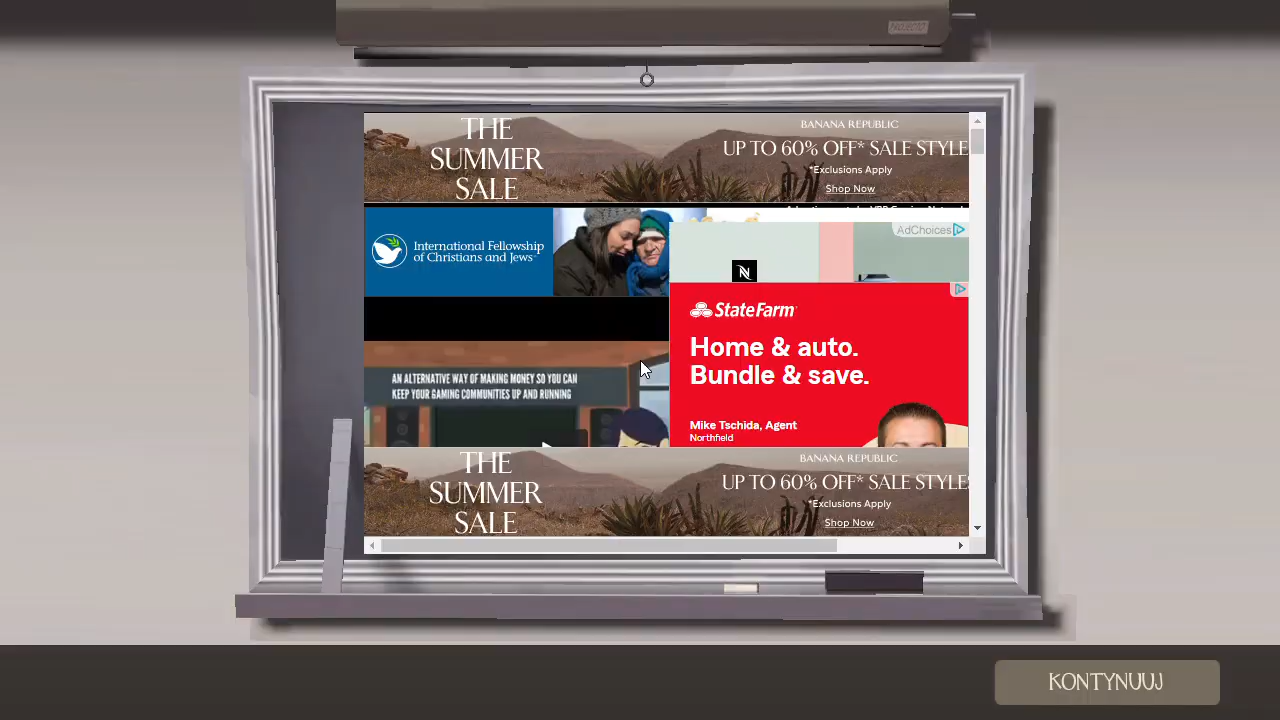 PROJECTO
THE
SUMMER
SALE
BANANA REPUBLIC
UP TO 60% OFF* SALE STYLE
*Exclusions Apply
Shop Now
International Fellowship
of Christians and Jews
AdChoices
N
StateFarm
Home & auto.
Bundle & save.
Mike Tschida, Agent
Northfield
AN ALTERNATIVE WAY OF MAKING MONEY SO YOU CAN
KEEP YOUR GAMING COMMUNITIES UP AND RUNNING
THE
SUMMER
SALE
BANANA REPUBLIC
UP TO 60% OFF* SALE STYLES
*Exclusions Apply
Shop Now
KONTYNUUJ